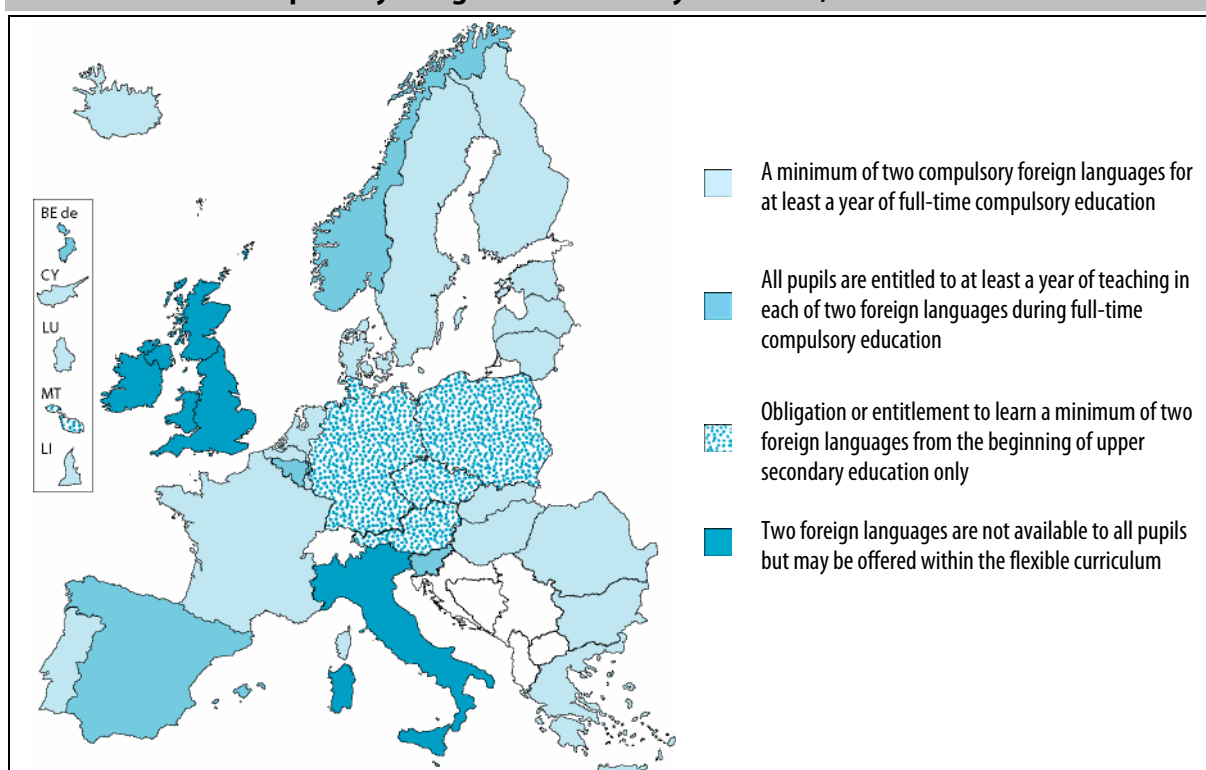 BE de
CY
LU
MT
LI
A minimum of two compulsory foreign languages for
at least a year of full-time compulsory education
All pupils are entitled to at least a year of teaching in
each of two foreign languages during full-time
compulsory education
Obligation or entitlement to learn a minimum of two
foreign languages from the beginning of upper
secondary education only
Two foreign languages are not available to all pupils
but may be offered within the flexible curriculum